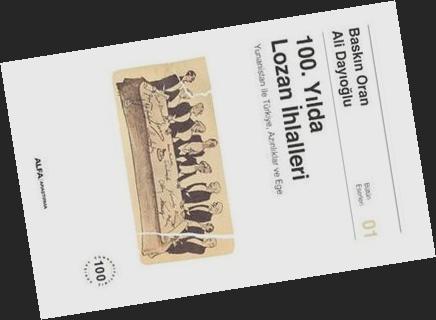 Baskın Oran
Ali Dayıoğlu
Bütün
Eserleri
01
100. Yılda
Lozan İhlalleri
Yunanistan ile Türkiye, Azınlıklar ve Ege
ALFA ARAŞTIRMA
100